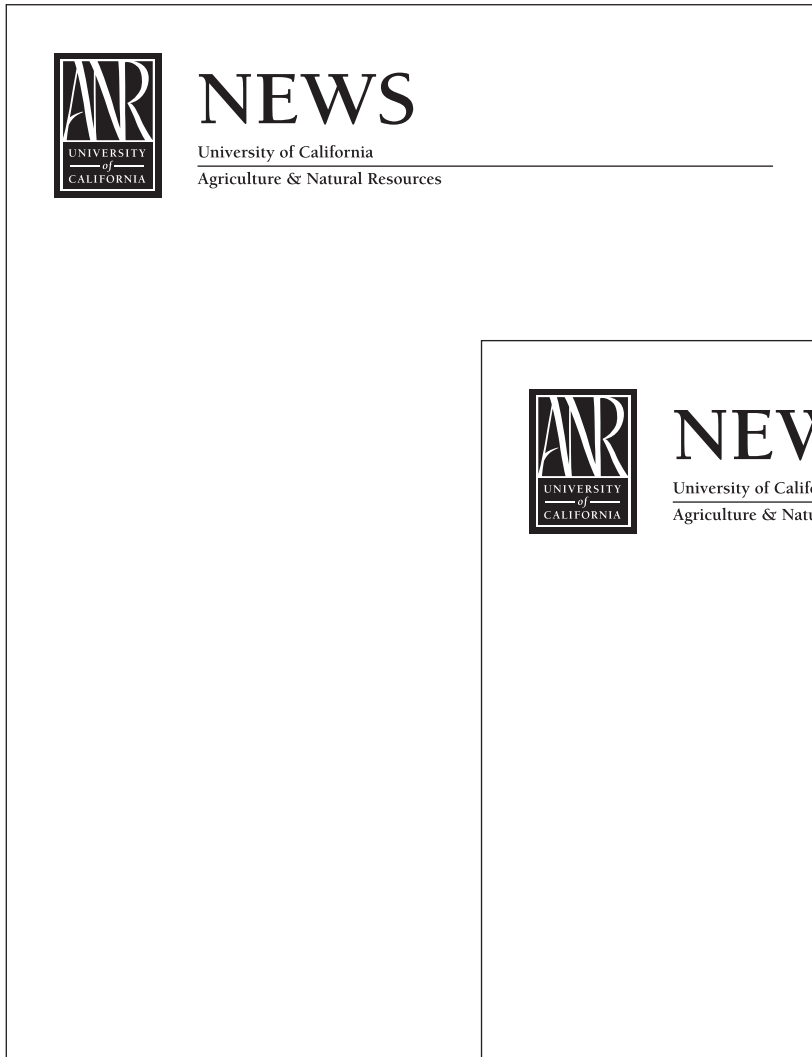 ANR
UNIVERSITY
of
CALIFORNIA
NEWS
University of California
Agriculture & Natural Resources
ANR
UNIVERSITY
of
CALIFORNIA
NEW
University of Calif
Agriculture & Natu